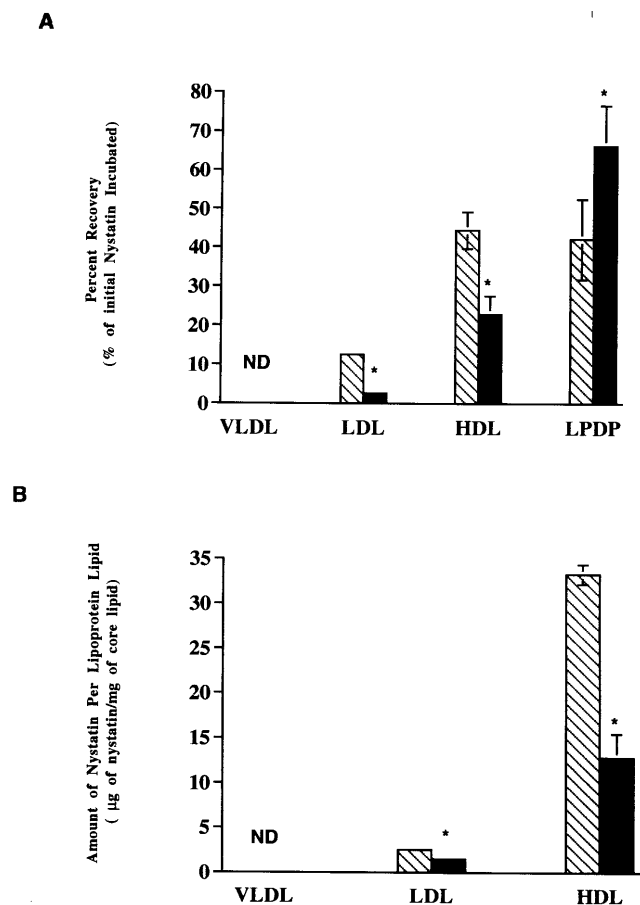 A
Percent Recovery
(% of initial Nystatin Incubated)
80
70
60
50
40
30
20
10
0
ND
*
*
*
VLDL LDL HDL LPDP
B
Amount of Nystatin Per Lipoprotein Lipid
( µg of nystatin/mg of core lipid)
35
30
25
20
15
10
5
0
ND
*
*
VLDL LDL HDL